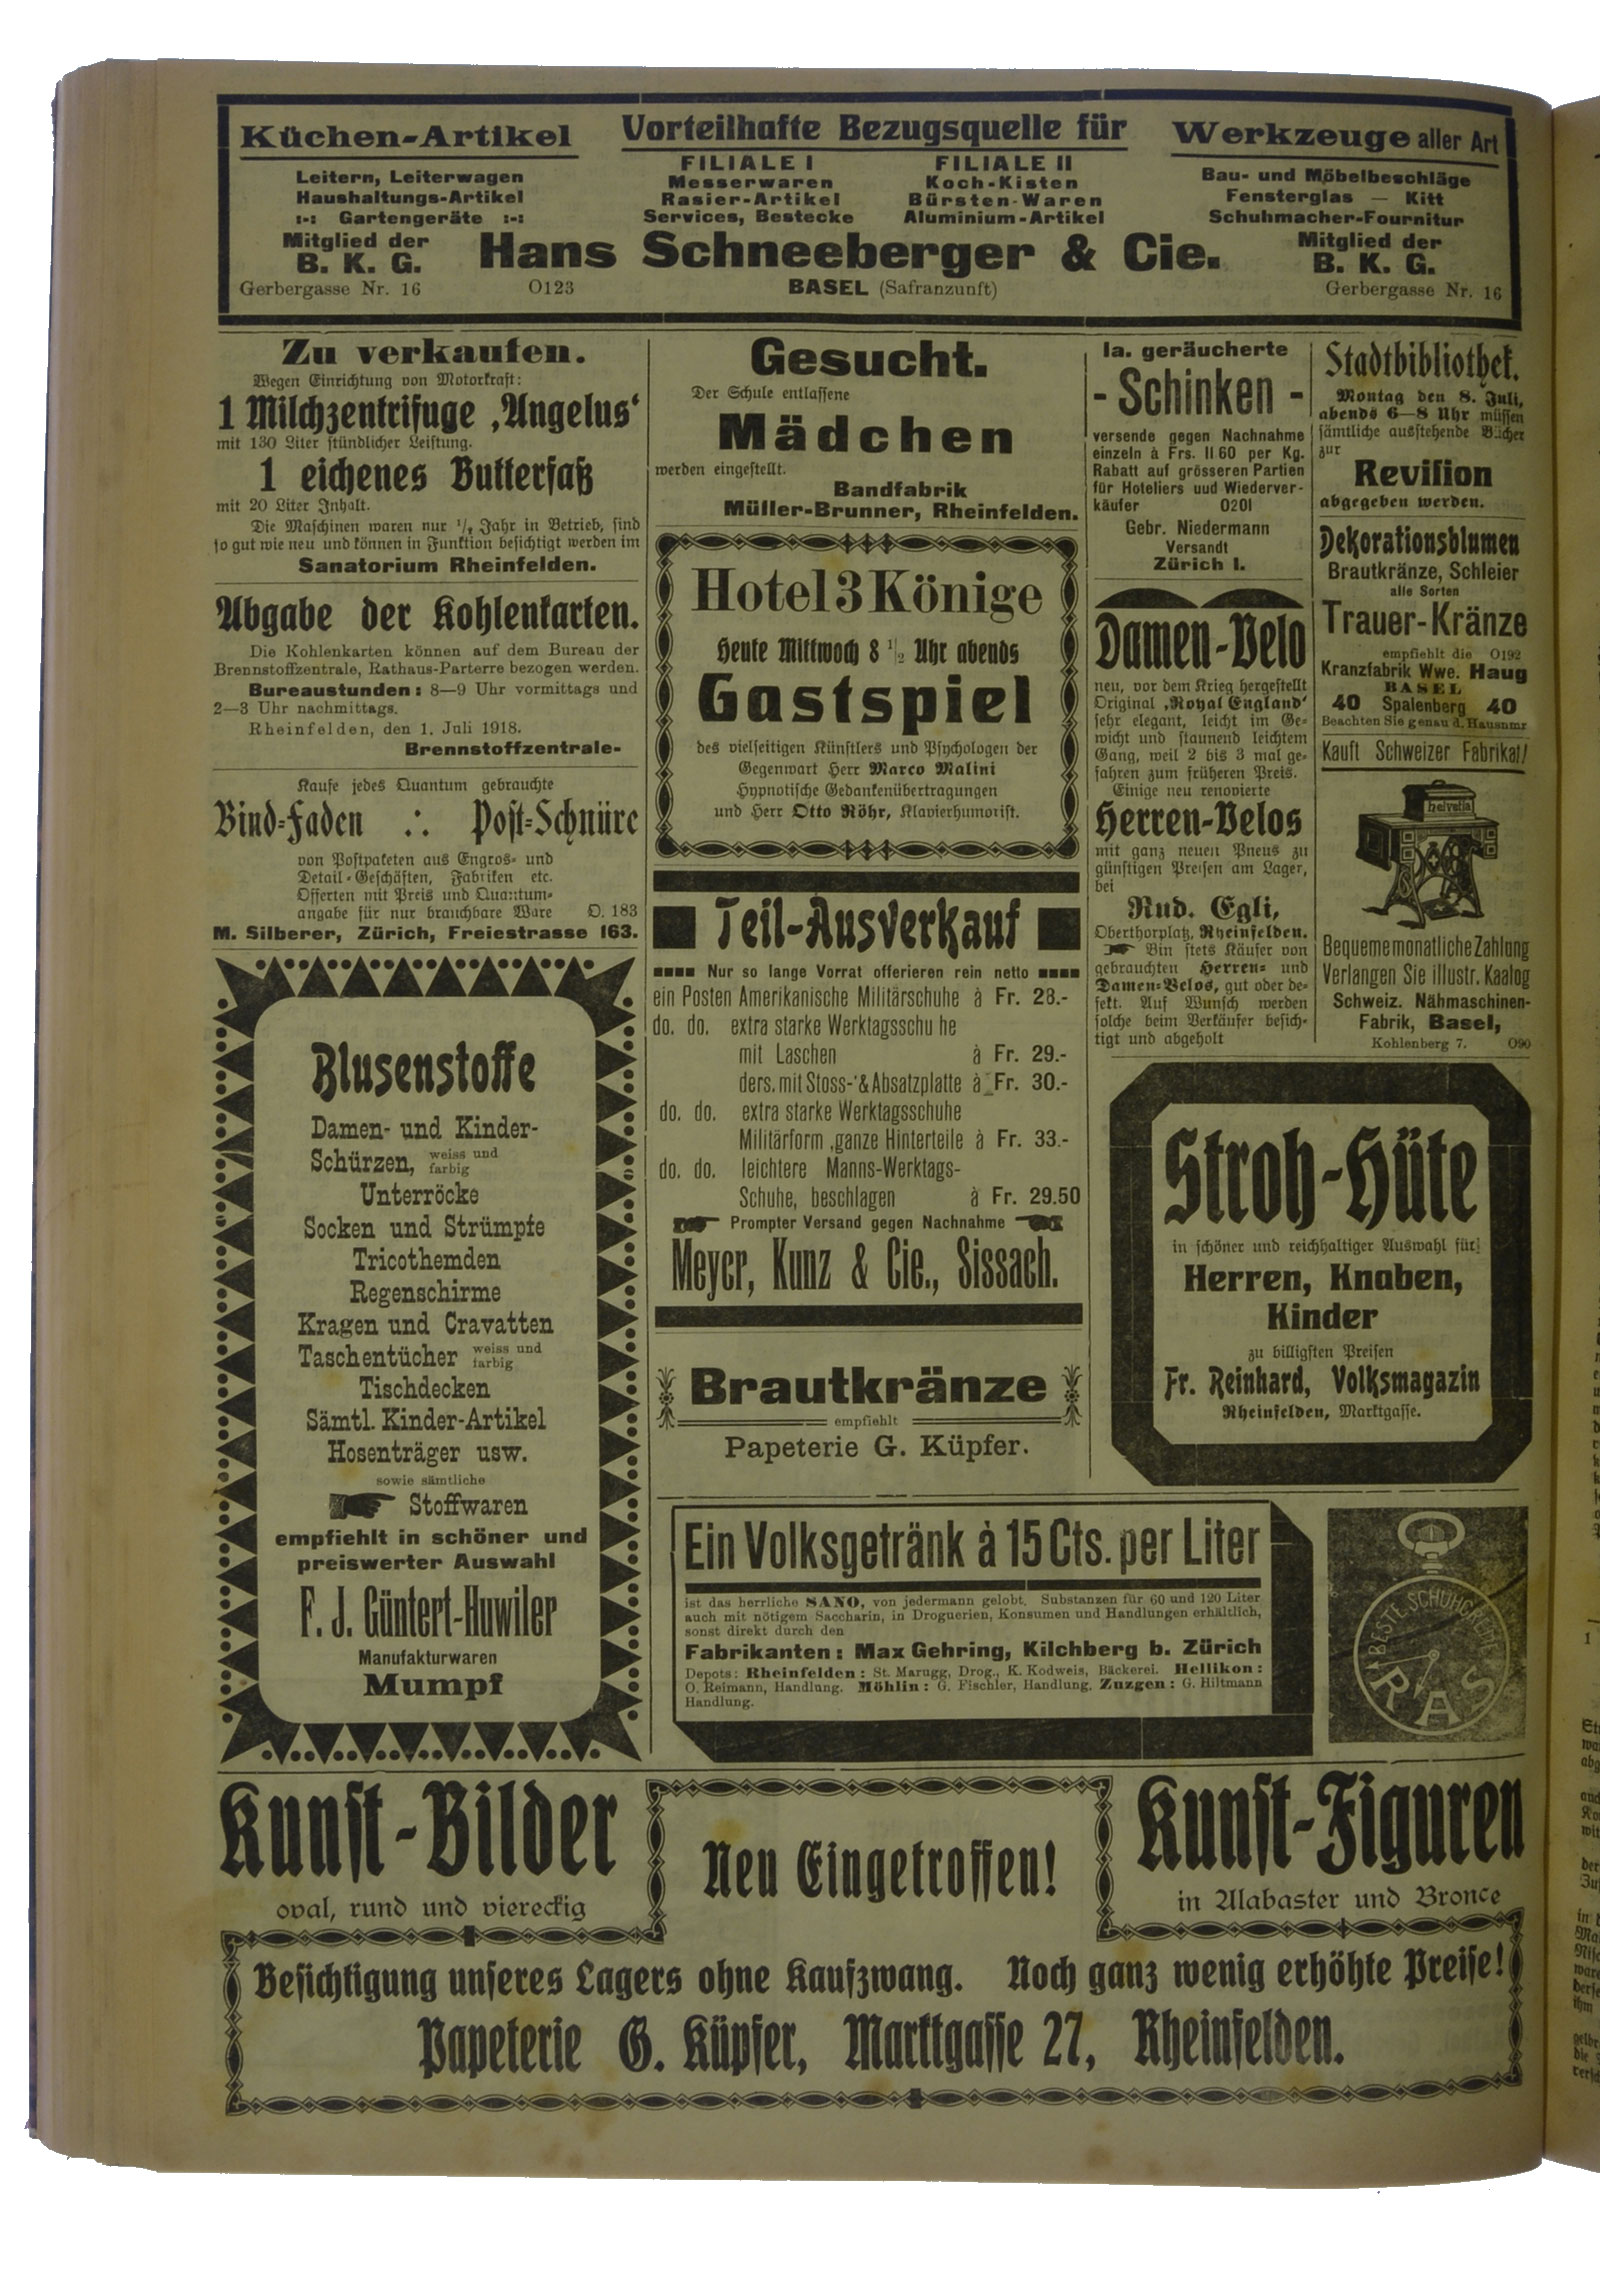 Küchen-Artikel
Leitern, Leiterwagen
Haushaltungs-Artikel
:-: Gartengeräte :-:
Mitglied der
B. K. G.
Gerbergasse Nr. 16
Vorteilhafte Bezugsquelle für
FILIALE I
Messerwaren
Rasier-Artikel
Services, Bestecke
FILIALE II
Koch-Kisten
Bürsten-Waren
Aluminium-Artikel
Hans Schneeberger & Cie.
O123
BASEL (Safranzunft)
Werkzeuge aller Art
Bau- und Möbelbeschläge
Fensterglas — Kitt
Schuhmacher-Fournitur
Mitglied der
B. K. G.
Gerbergasse Nr. 16
Zu verkaufen.
Wegen Einrichtung von Motorkraft:
1 Milchzentrifuge ‚Angelus‘
mit 130 Liter stündlicher Leistung.
1 eichenes Butterfaß
mit 20 Liter Inhalt.
Die Maschinen waren nur ½ Jahr in Betrieb, sind
so gut wie neu und können in Funktion besichtigt werden im
Sanatorium Rheinfelden.
Abgabe der Kohlenkarten.
Die Kohlenkarten können auf dem Bureau der
Brennstoffzentrale, Rathaus-Parterre bezogen werden.
Bureaustunden: 8—9 Uhr vormittags und
2—3 Uhr nachmittags.
Rheinfelden, den 1. Juli 1918.
Brennstoffzentrale-
Kaufe jedes Quantum gebrauchte
Bind-Faden ∴ Post-Schnüre
von Postpaketen aus Engros- und
Detail-Geschäften, Fabriken etc.
Offerten mit Preis und Quantum-
angabe für nur brauchbare Ware O. 183
M. Silberer, Zürich, Freiestrasse 163.
Blusenstoffe
Damen- und Kinder-
Schürzen, weiss und
farbig
Unterröcke
Socken und Strümpfe
Tricothemden
Regenschirme
Kragen und Cravatten
Taschentücher weiss und
farbig
Tischdecken
Sämtl. Kinder-Artikel
Hosenträger usw.
sowie sämtliche
Stoffwaren
empfiehlt in schöner und
preiswerter Auswahl
F. J. Güntert-Huwiler
Manufakturwaren
Mumpf
Gesucht.
Der Schule entlassene
Mädchen
werden eingestellt.
Bandfabrik
Müller-Brunner, Rheinfelden.
Hotel 3 Könige
Heute Mittwoch 8 1/2 Uhr abends
Gastspiel
des vielseitigen Künstlers und Psychologen der
Gegenwart Herr Marco Malini
Hypnotische Gedankenübertragungen
und Herr Otto Röhr, Klavierhumorist.
Teil-Ausverkauf
Nur so lange Vorrat offerieren rein netto
ein Posten Amerikanische Militärschuhe à Fr. 28.-
do. do. extra starke Werktagsschu he
mit Laschen à Fr. 29.-
ders. mit Stoss-'& Absatzplatte à Fr. 30.-
do. do. extra starke Werktagsschuhe
Militärform ,ganze Hinterteile à Fr. 33.-
do. do. leichtere Manns-Werktags-
Schuhe, beschlagen à Fr. 29.50
Prompter Versand gegen Nachnahme
Meyer, Kunz & Cie., Sissach.
Brautkränze
empfiehlt
Papeterie G. Küpfer.
Ia. geräucherte
- Schinken -
versende gegen Nachnahme
einzeln à Frs. 11 60 per Kg.
Rabatt auf grösseren Partien
für Hoteliers uud Wiederver-
käufer O201
Gebr. Niedermann
Versandt
Zürich I.
Damen-Velo
neu, vor dem Krieg hergestellt
Original ‚Royal England‘
sehr elegant, leicht im Ge-
wicht und staunend leichtem
Gang, weil 2 bis 3 mal ge-
fahren zum früheren Preis.
Einige neu renovierte
Herren-Velos
mit ganz neuen Pneus zu
günstigen Preisen am Lager,
bei
Rud. Egli,
Oberthorplatz, Rheinfelden.
Bin stets Käufer von
gebrauchten Herren- und
Damen-Velos, gut oder de-
fekt. Auf Wunsch werden
solche beim Verkäufer besich-
tigt und abgeholt
Stadtbibliothek.
Montag den 8. Juli,
abends 6—8 Uhr müssen
sämtliche ausstehende Bücher
zur
Revision
abgegeben werden.
Dekorationsblumen
Brautkränze, Schleier
alle Sorten
Trauer-Kränze
empfiehlt die O192
Kranzfabrik Wwe. Haug
BASEL
40 Spalenberg 40
Beachten Sie genau d. Hausnmr
Kauft Schweizer Fabrikat!
helvetia
Bequeme monatliche Zahlung
Verlangen Sie illustr. Kaalog
Schweiz. Nähmaschinen-
Fabrik, Basel,
Kohlenberg 7. O90
Stroh-Hüte
in schöner und reichhaltiger Auswahl für!
Herren, Knaben,
Kinder
zu billigsten Preisen
Fr. Reinhard, Volksmagazin
Rheinfelden, Marktgasse.
Ein Volksgetränk à 15 Cts. per Liter
ist das herrliche SANO, von jedermann gelobt. Substanzen für 60 und 120 Liter
auch mit nötigem Saccharin, in Droguerien, Konsumen und Handlungen erhältlich,
sonst direkt durch den
Fabrikanten: Max Gehring, Kilchberg b. Zürich
Depots: Rheinfelden: St. Marugg, Drog., K. Kodweis, Bäckerei. Hellikon:
O. Reimann, Handlung. Möhlin: G. Fischler, Handlung. Zuzgen: G. Hiltmann
Handlung.
BESTE SCHUHCREME
RAS
Kunst-Bilder
oval, rund und viereckig
Neu Eingetroffen!
Kunst-Figuren
in Alabaster und Bronce
Besichtigung unseres Lagers ohne Kaufzwang. Noch ganz wenig erhöhte Preise!
Papeterie G. Küpfer, Marktgasse 27, Rheinfelden.